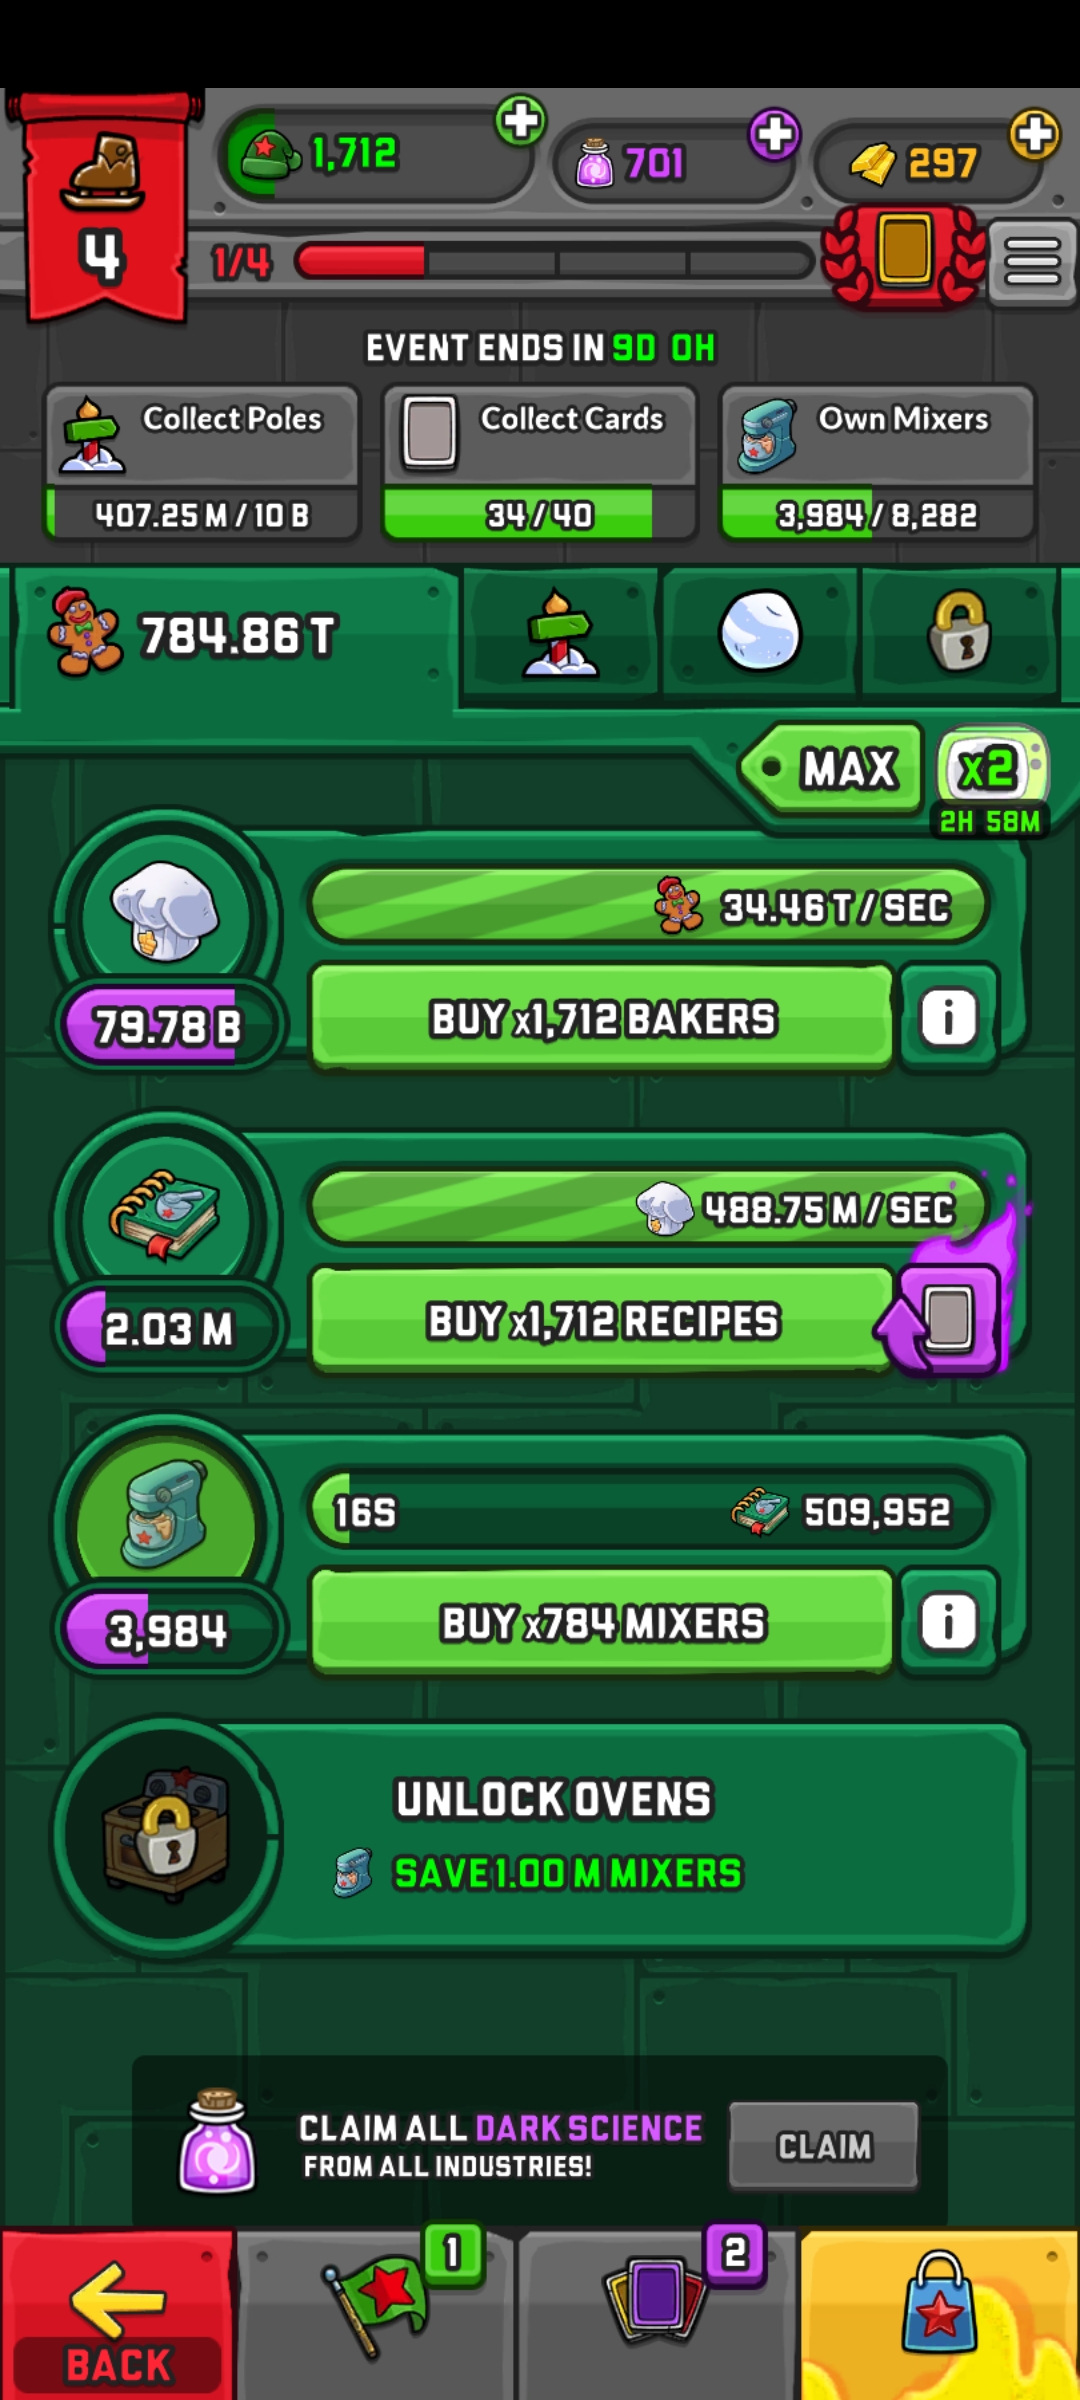 4
1,712
701
297
1/4
EVENT ENDS IN 9D 0H
Collect Poles
407.25 M / 10 B
Collect Cards
34 / 40
Own Mixers
3,984 / 8,282
784.86 T
MAX
x2
2H 58M
34.46 T / SEC
79.78 B
BUY x1,712 BAKERS
i
488.75 M / SEC
2.03 M
BUY x1,712 RECIPES
16S
509,952
3,984
BUY x784 MIXERS
i
UNLOCK OVENS
SAVE 1.00 M MIXERS
CLAIM ALL DARK SCIENCE
FROM ALL INDUSTRIES!
CLAIM
1
2
BACK